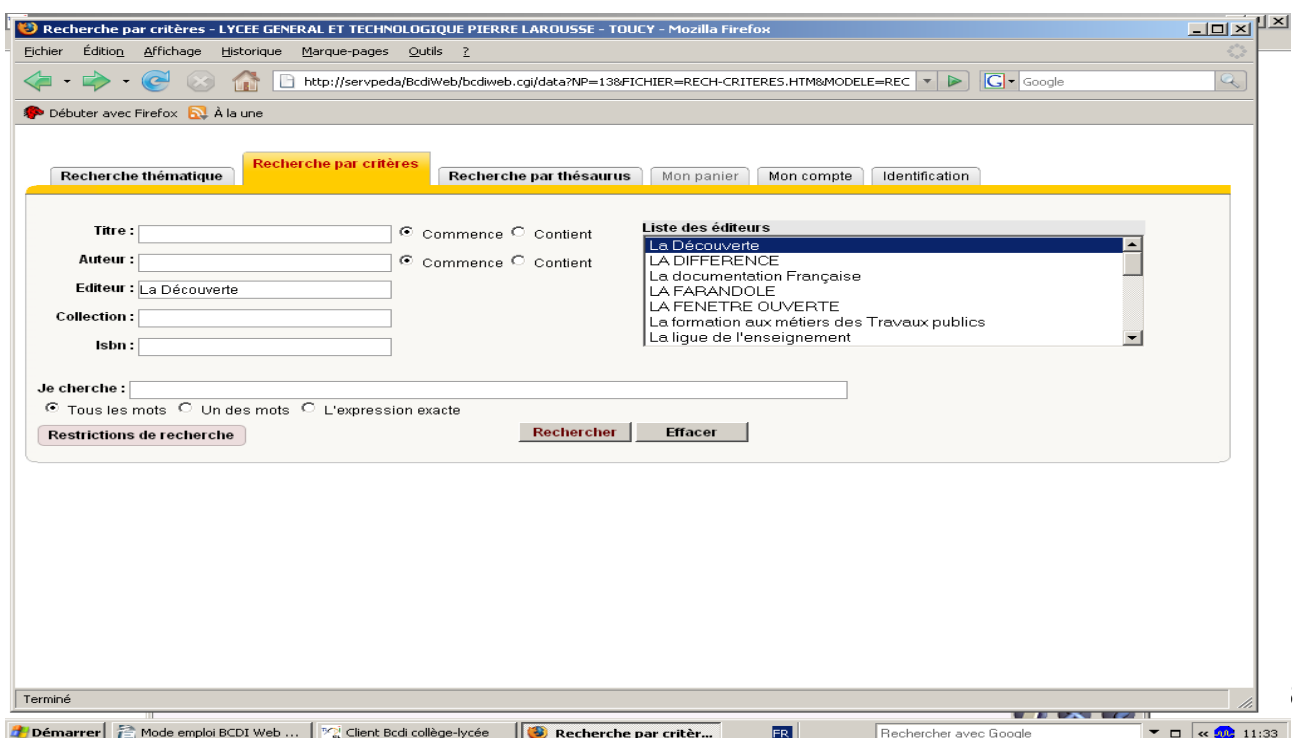 Recherche par critères - LYCEE GENERAL ET TECHNOLOGIQUE PIERRE LAROUSSE - TOUCY - Mozilla Firefox
Fichier Édition Affichage Historique Marque-pages Outils ?
http://servpeda/BcdiWeb/bcdiweb.cgi/data?NP=13&FICHIER=RECH-CRITERES.HTM&MODELE=REC G Google
Débuter avec Firefox À la une
Recherche thématique Recherche par critères Recherche par thésaurus Mon panier Mon compte Identification
Titre : Commence Contient
Auteur : Commence Contient
Editeur : La Découverte
Collection :
Isbn :
Liste des éditeurs
La Découverte
LA DIFFERENCE
La documentation Française
LA FARANDOLE
LA FENETRE OUVERTE
La formation aux métiers des Travaux publics
La ligue de l'enseignement
Je cherche :
Tous les mots Un des mots L'expression exacte
Restrictions de recherche Rechercher Effacer
Terminé
Démarrer Mode emploi BCDI Web ... Client Bcdi collège-lycée Recherche par critèr... FR Rechercher avec Google « 11:33